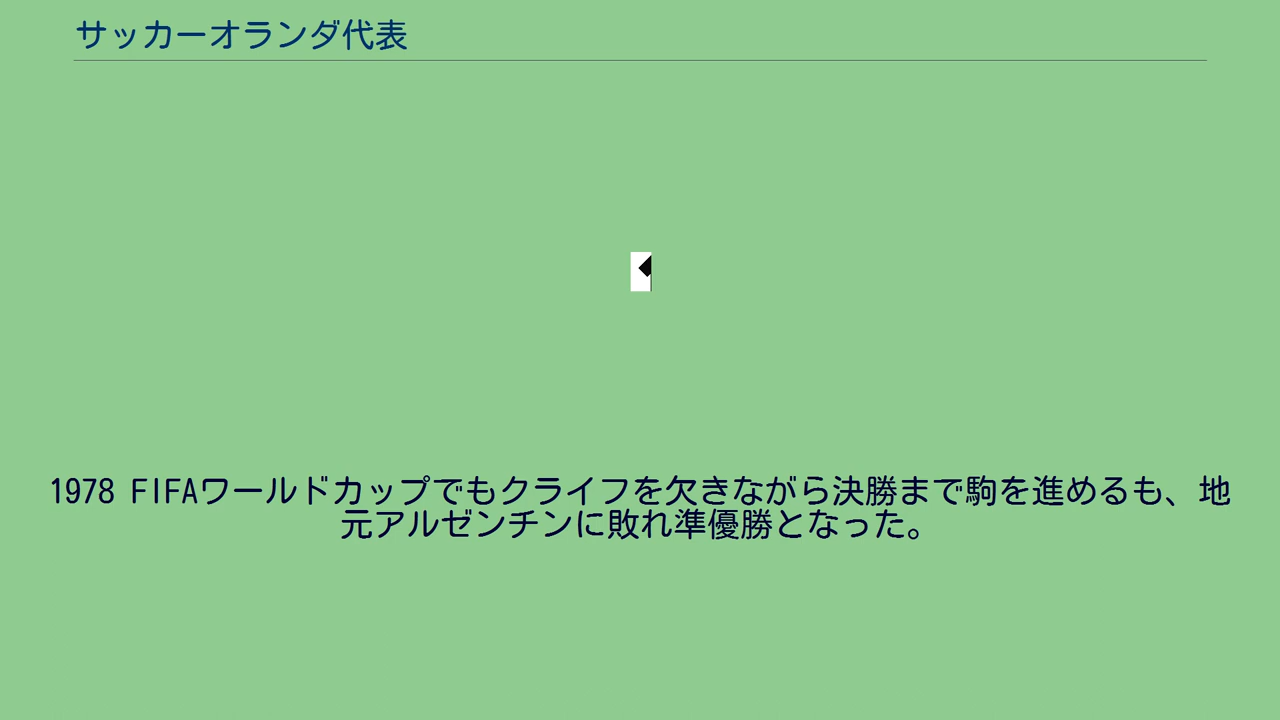 サッカーオランダ代表
1978 FIFAワールドカップでもクライフを欠きながら決勝まで駒を進めるも、地
元アルゼンチンに敗れ準優勝となった。